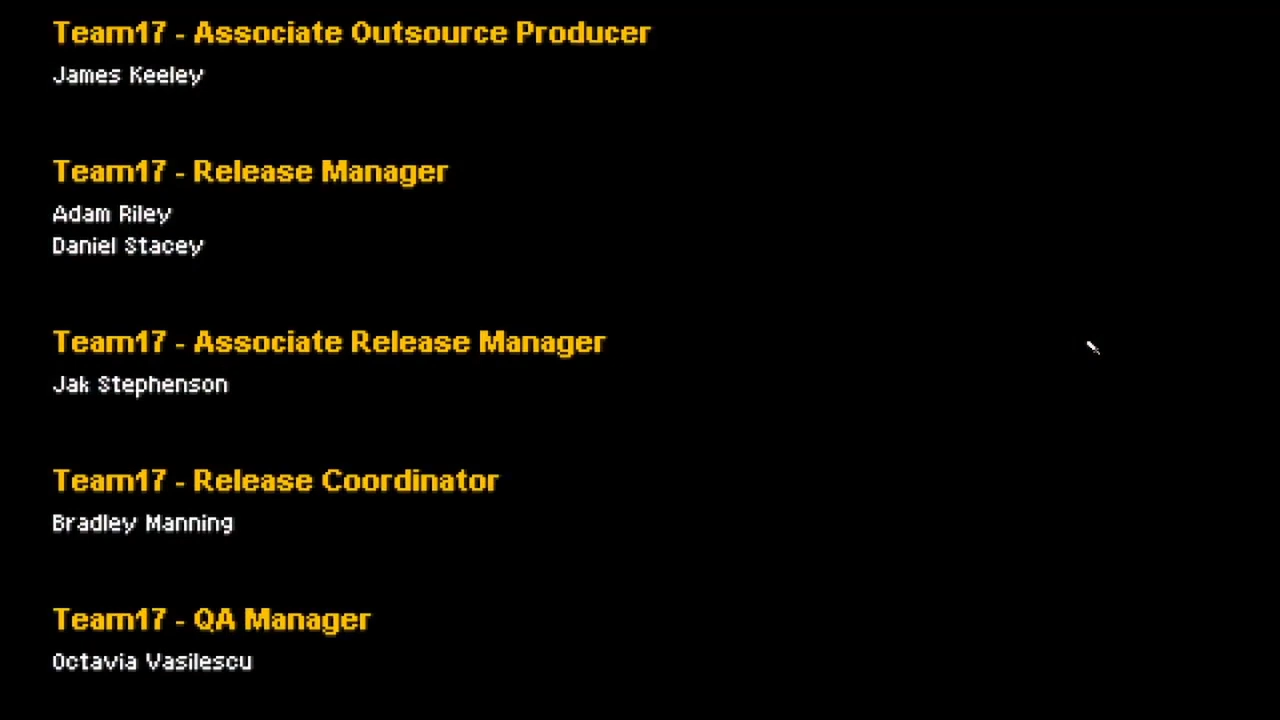 Team17 - Associate Outsource Producer
James Keeley
Team17 - Release Manager
Adam Riley
Daniel Stacey
Team17 - Associate Release Manager
Jak Stephenson
Team17 - Release Coordinator
Bradley Manning
Team17 - QA Manager
Octavia Vasilescu